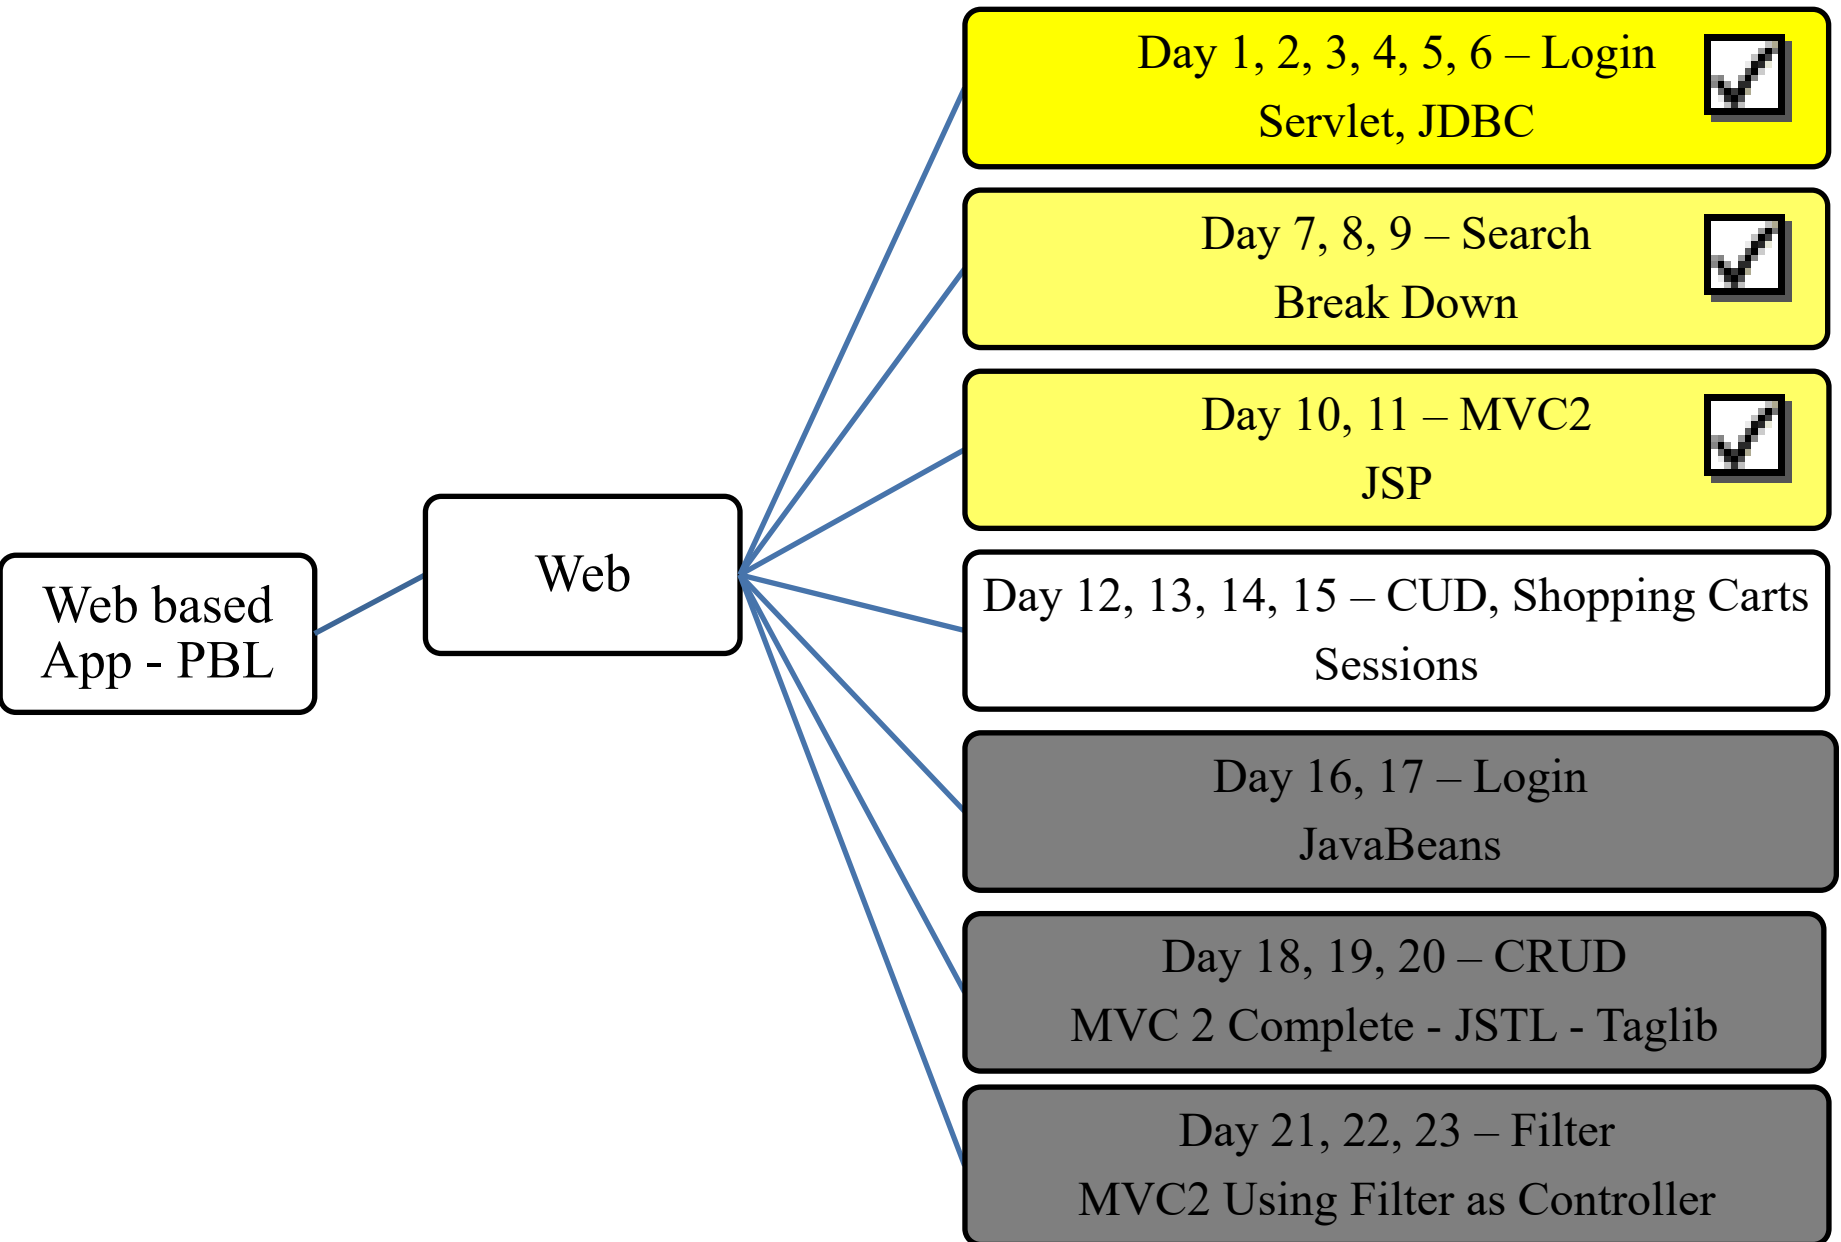 Web based
App - PBL
Web
Day 1, 2, 3, 4, 5, 6 – Login
Servlet, JDBC
Day 7, 8, 9 – Search
Break Down
Day 10, 11 – MVC2
JSP
Day 12, 13, 14, 15 – CUD, Shopping Carts
Sessions
Day 16, 17 – Login
JavaBeans
Day 18, 19, 20 – CRUD
MVC 2 Complete - JSTL - Taglib
Day 21, 22, 23 – Filter
MVC2 Using Filter as Controller